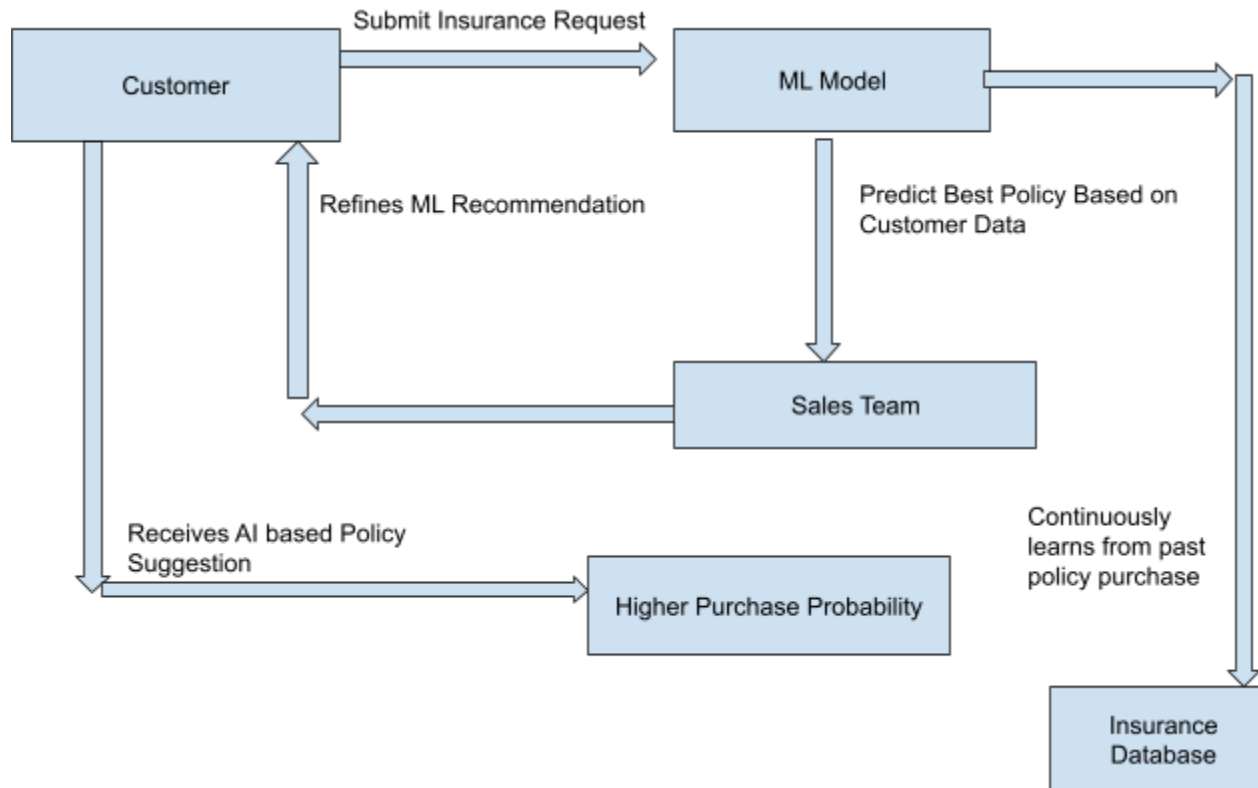 Submit Insurance Request
Customer
ML Model
Refines ML Recommendation
Predict Best Policy Based on
Customer Data
Sales Team
Receives AI based Policy
Suggestion
Continuously
learns from past
policy purchase
Higher Purchase Probability
Insurance
Database